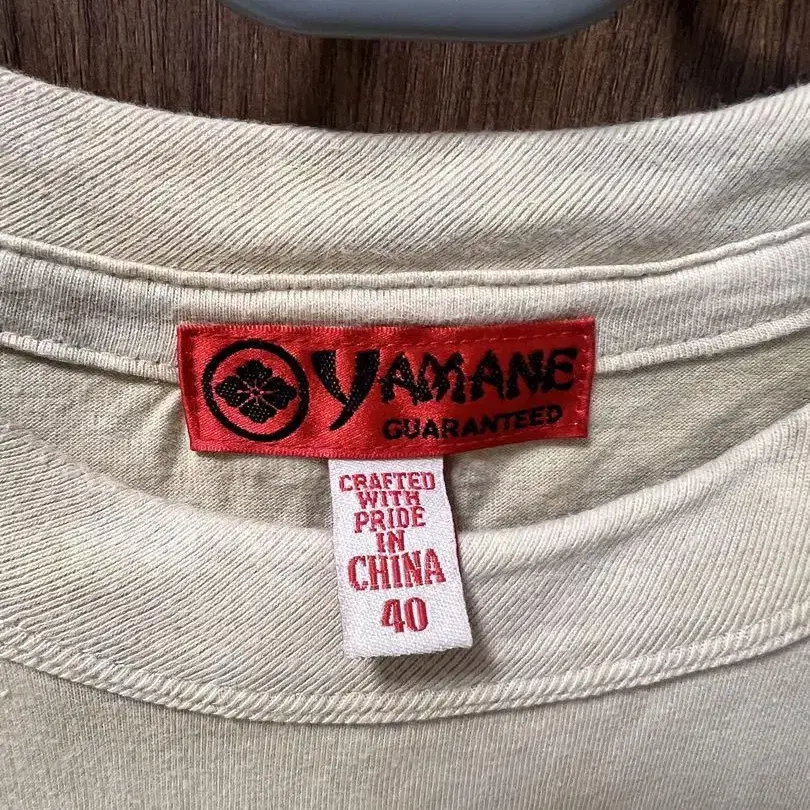 YAMANE
GUARANTEED
CRAFTED
WITH
PRIDE
IN
CHINA
40